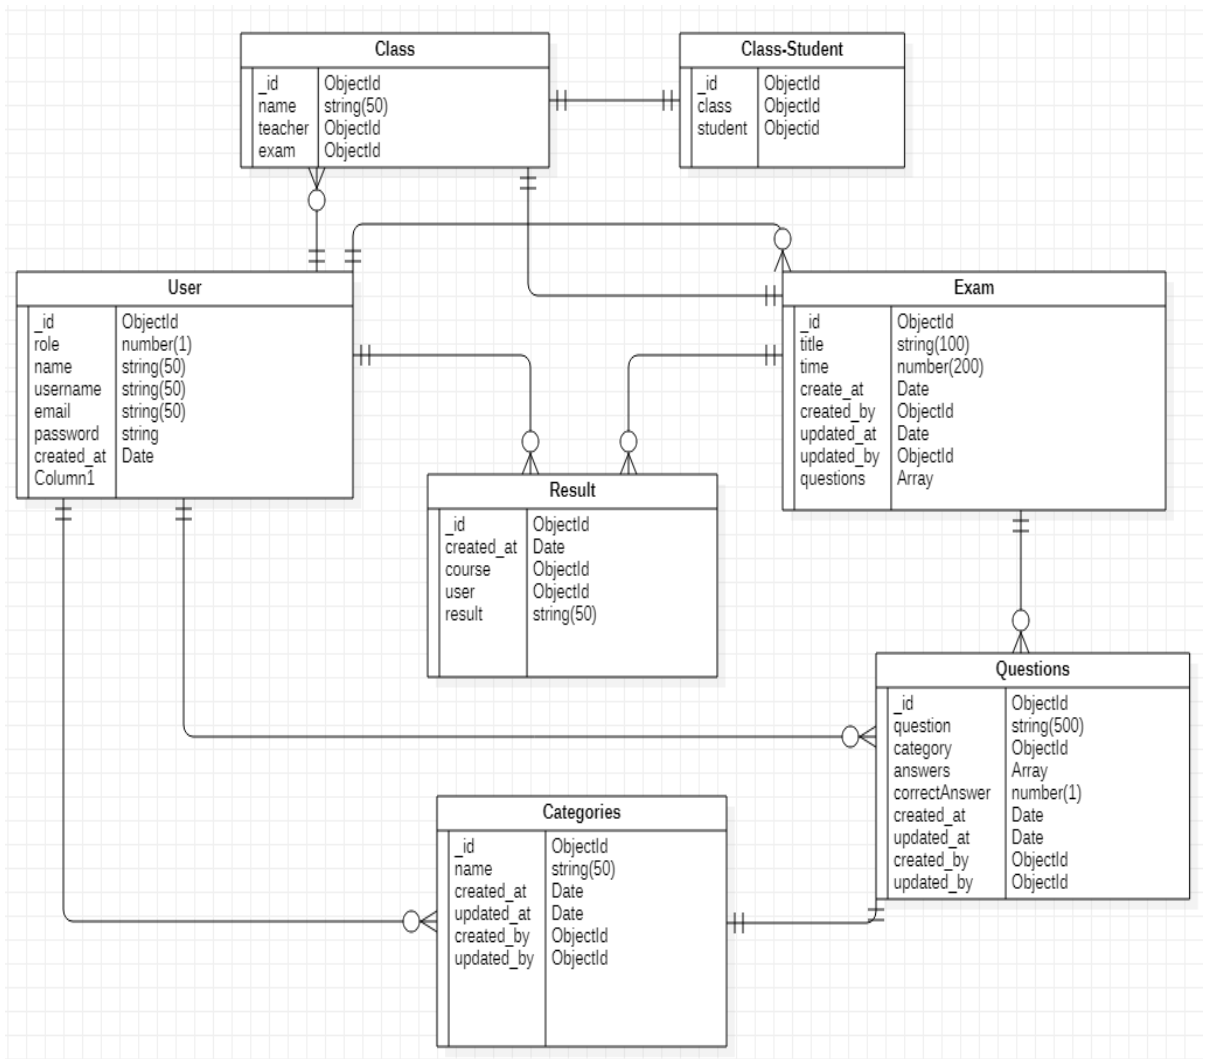 Class
_id ObjectId
name string(50)
teacher ObjectId
exam ObjectId
Class-Student
_id ObjectId
class ObjectId
student Objectid
User
_id ObjectId
role number(1)
name string(50)
username string(50)
email string(50)
password string
created_at Date
Column1
Exam
_id ObjectId
title string(100)
time number(200)
create_at Date
created_by ObjectId
updated_at Date
updated_by ObjectId
questions Array
Result
_id ObjectId
created_at Date
course ObjectId
user ObjectId
result string(50)
Questions
_id ObjectId
question string(500)
category ObjectId
answers Array
correctAnswer number(1)
created_at Date
updated_at Date
created_by ObjectId
updated_by ObjectId
Categories
_id ObjectId
name string(50)
created_at Date
updated_at Date
created_by ObjectId
updated_by ObjectId